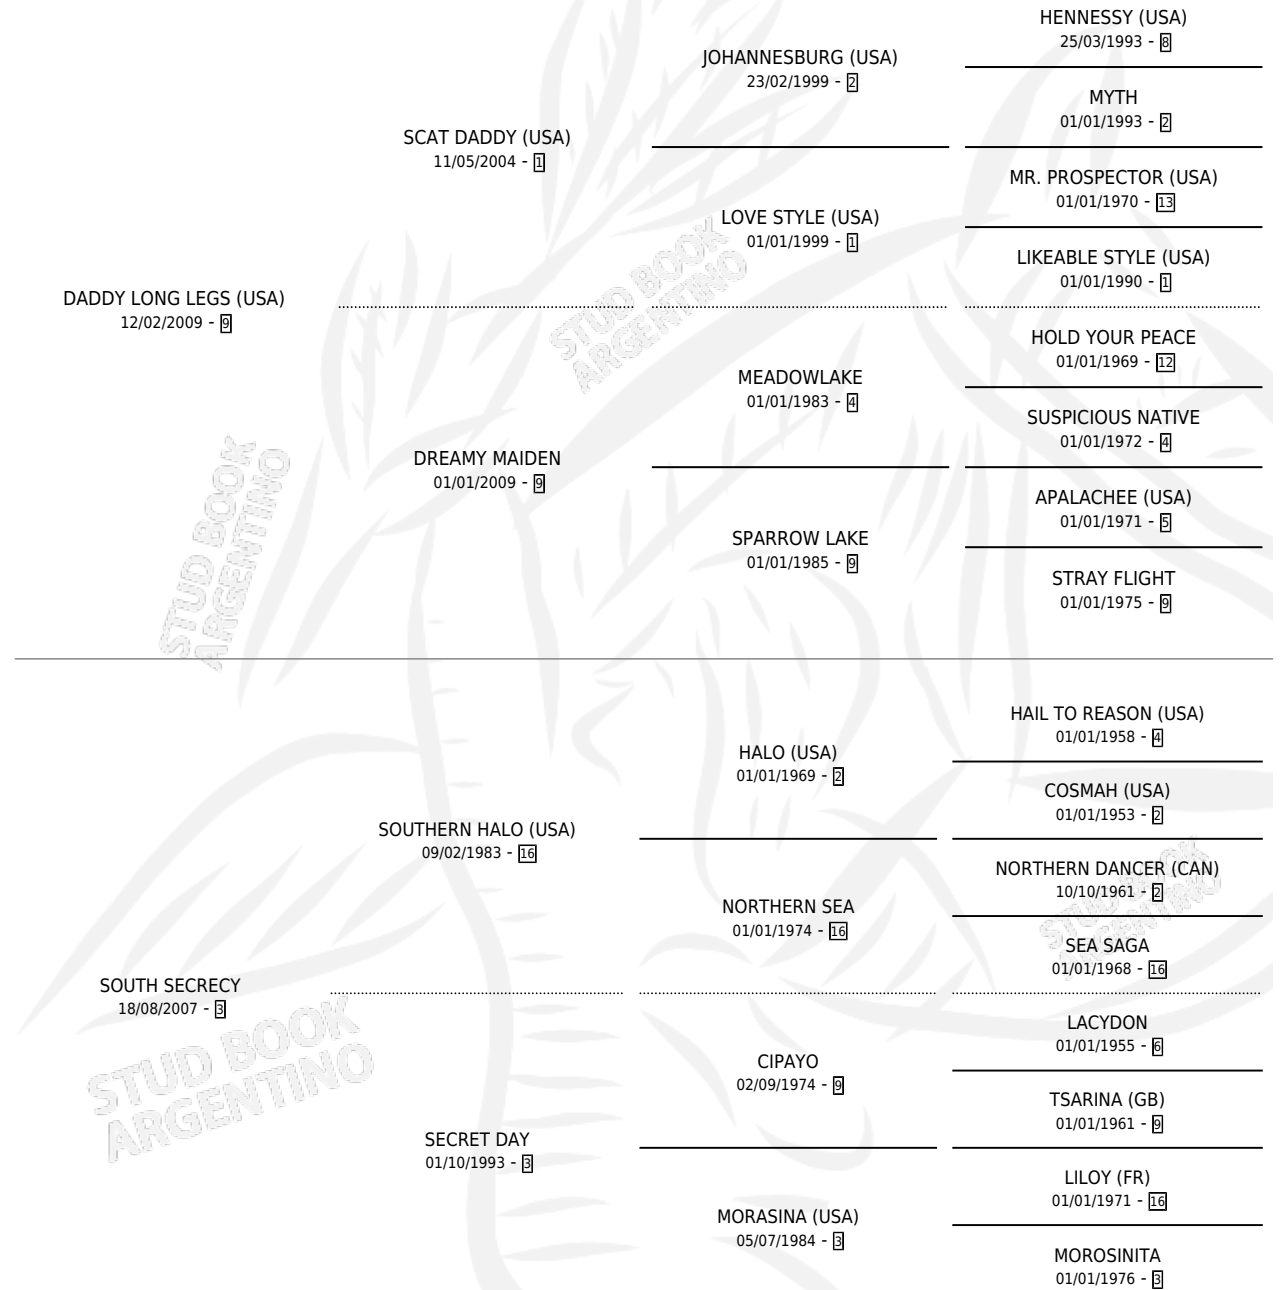 HENNESSY (USA)
25/03/1993 - 8
JOHANNESBURG (USA)
23/02/1999 - 2
MYTH
01/01/1993 - 2
SCAT DADDY (USA)
11/05/2004 - 1
MR. PROSPECTOR (USA)
01/01/1970 - 13
LOVE STYLE (USA)
01/01/1999 - 1
LIKEABLE STYLE (USA)
01/01/1990 - 1
DADDY LONG LEGS (USA)
12/02/2009 - 9
STUD BOOK
ARGENTINO
HOLD YOUR PEACE
01/01/1969 - 12
MEADOWLAKE
01/01/1983 - 4
SUSPICIOUS NATIVE
01/01/1972 - 4
DREAMY MAIDEN
01/01/2009 - 9
APALACHEE (USA)
01/01/1971 - 5
SPARROW LAKE
01/01/1985 - 9
STRAY FLIGHT
01/01/1975 - 9
STUD BOOK
ARGENTINO
HAIL TO REASON (USA)
01/01/1958 - 4
HALO (USA)
01/01/1969 - 2
COSMAH (USA)
01/01/1953 - 2
SOUTHERN HALO (USA)
09/02/1983 - 16
NORTHERN DANCER (CAN)
10/10/1961 - 2
NORTHERN SEA
01/01/1974 - 16
STUD BOOK
ARGENTINO
SEA SAGA
01/01/1968 - 16
SOUTH SECRECY
18/08/2007 - 3
STUD BOOK
ARGENTINO
LACYDON
01/01/1955 - 6
CIPAYO
02/09/1974 - 9
TSARINA (GB)
01/01/1961 - 9
SECRET DAY
01/10/1993 - 3
LILOY (FR)
01/01/1971 - 16
MORASINA (USA)
05/07/1984 - 3
MOROSINITA
01/01/1976 - 3